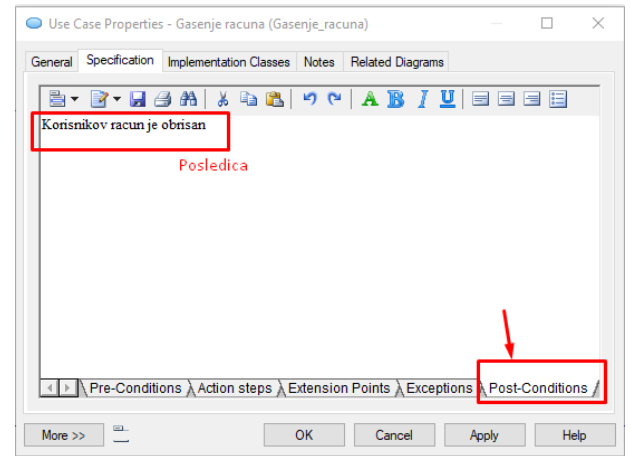 Use Case Properties - Gasenje racuna (Gasenje_racuna)
General Specification Implementation Classes Notes Related Diagrams
A B I U
Korisnikov racun je obrisan
Posledica
Pre-Conditions Action steps Extension Points Exceptions Post-Conditions
More >> OK Cancel Apply Help